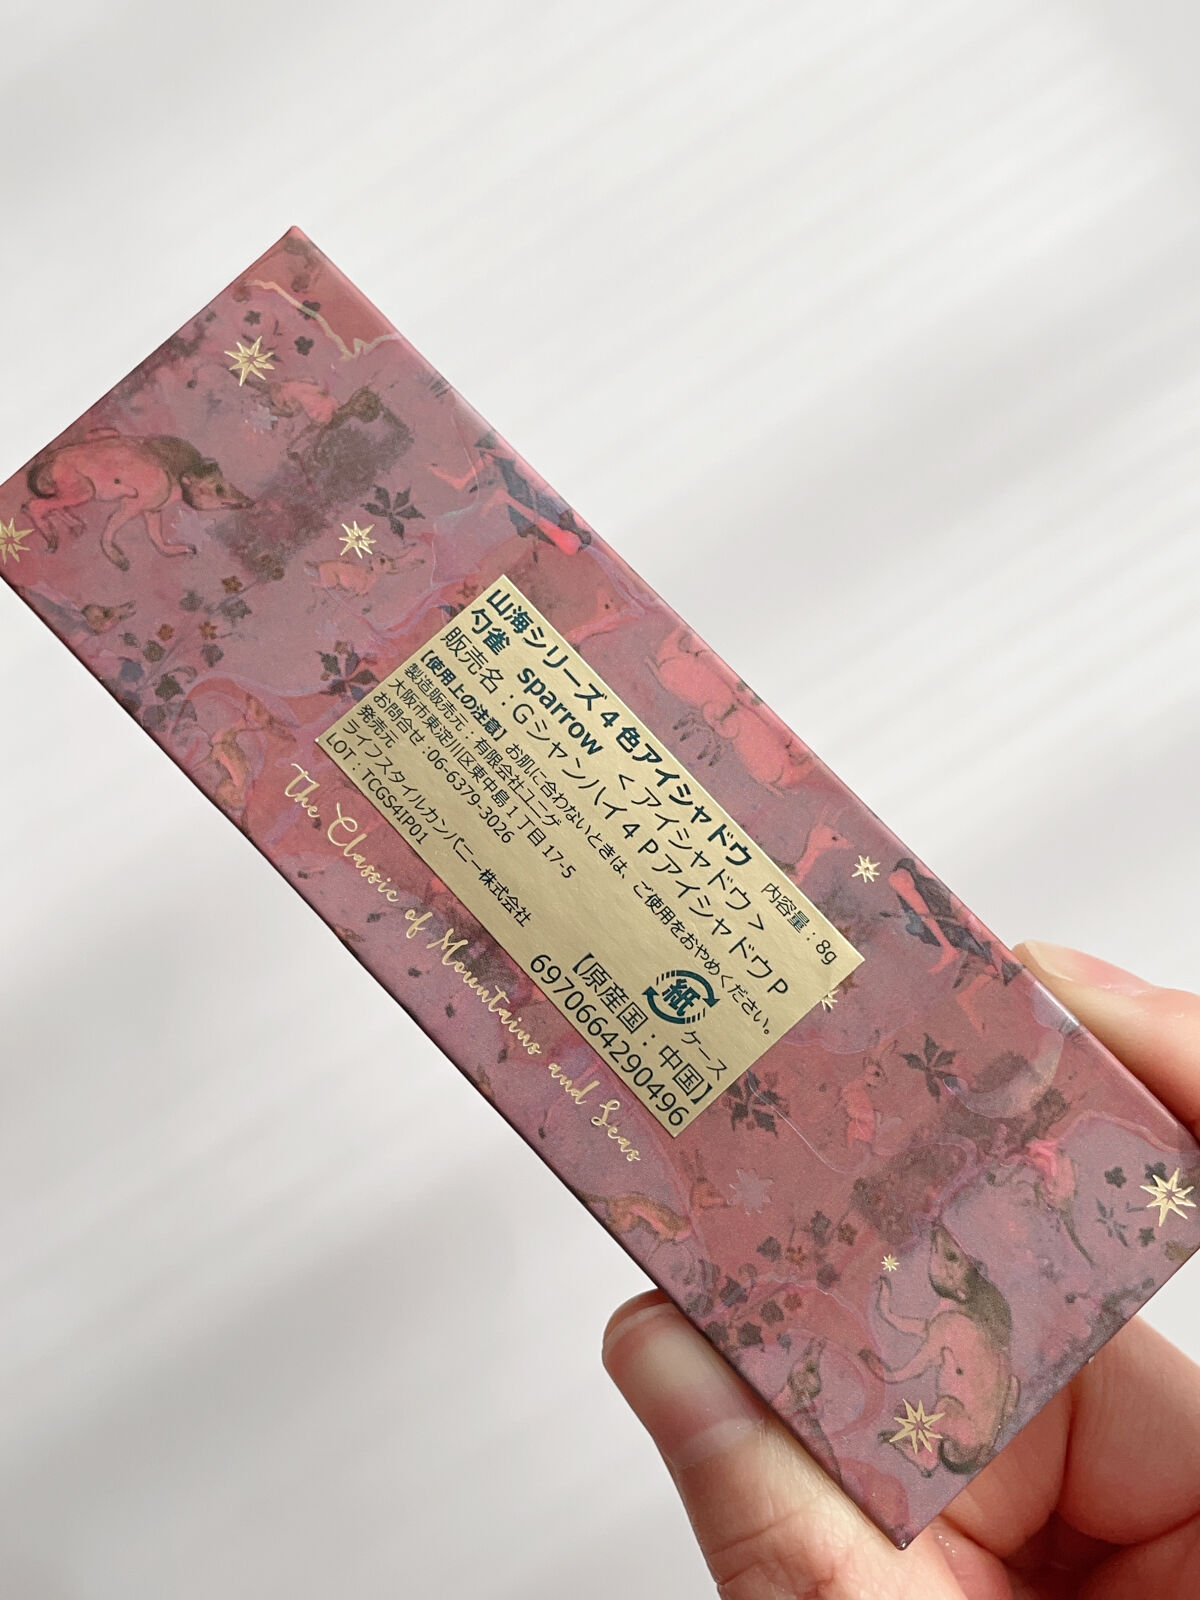 山海シリーズ4色アイシャドウ
勺雀 sparrow <アイシャドウ> 内容量：8g
販売名：Gシャンハイ4PアイシャドウP
【使用上の注意】お肌に合わないときは、ご使用をおやめください。
製造販売元：有限会社ユニゲ
大阪市東淀川区東中島1丁目17-5
お問合せ：06-6379-3026
発売元
ライフスタイルカンパニー株式会社
LOT：TCGS4IP01
紙 ケース
【原産国：中国】
6970664290496
The Classic of Mountains and Seas